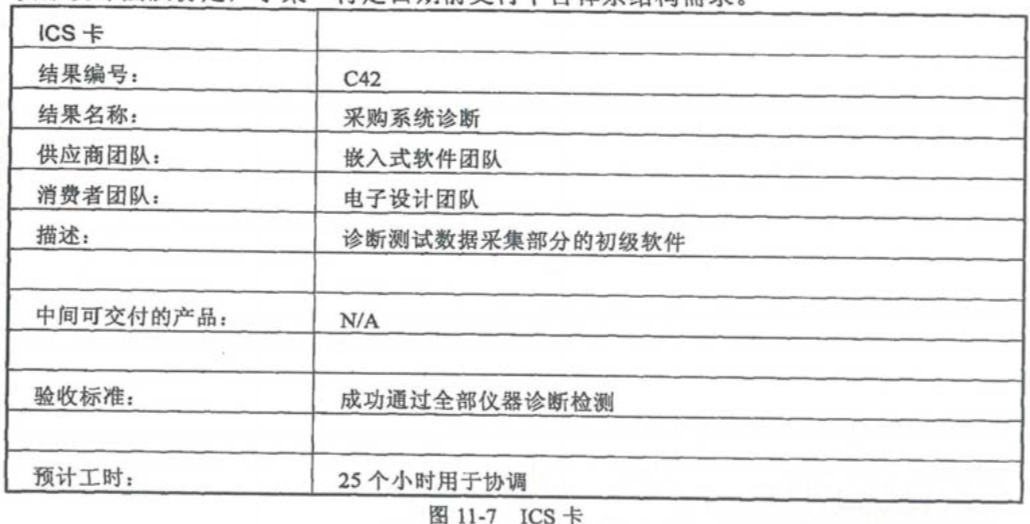 ICS 卡
结果编号： C42
结果名称： 采购系统诊断
供应商团队： 嵌入式软件团队
消费者团队： 电子设计团队
描述： 诊断测试数据采集部分的初级软件
中间可交付的产品： N/A
验收标准： 成功通过全部仪器诊断检测
预计工时： 25 个小时用于协调
图 11-7 ICS 卡